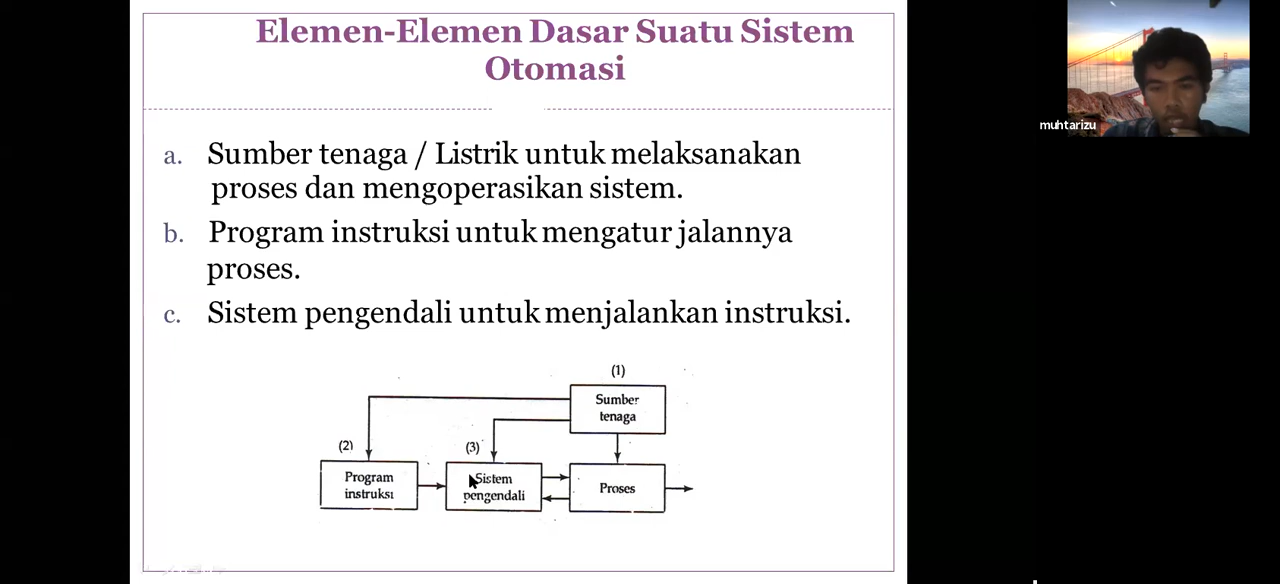 Elemen-Elemen Dasar Suatu Sistem
Otomasi
a. Sumber tenaga / Listrik untuk melaksanakan
proses dan mengoperasikan sistem.
b. Program instruksi untuk mengatur jalannya
proses.
c. Sistem pengendali untuk menjalankan instruksi.
(1)
Sumber
tenaga
(2)
Program
instruksi
(3)
Sistem
pengendali
Proses
muhtarizu